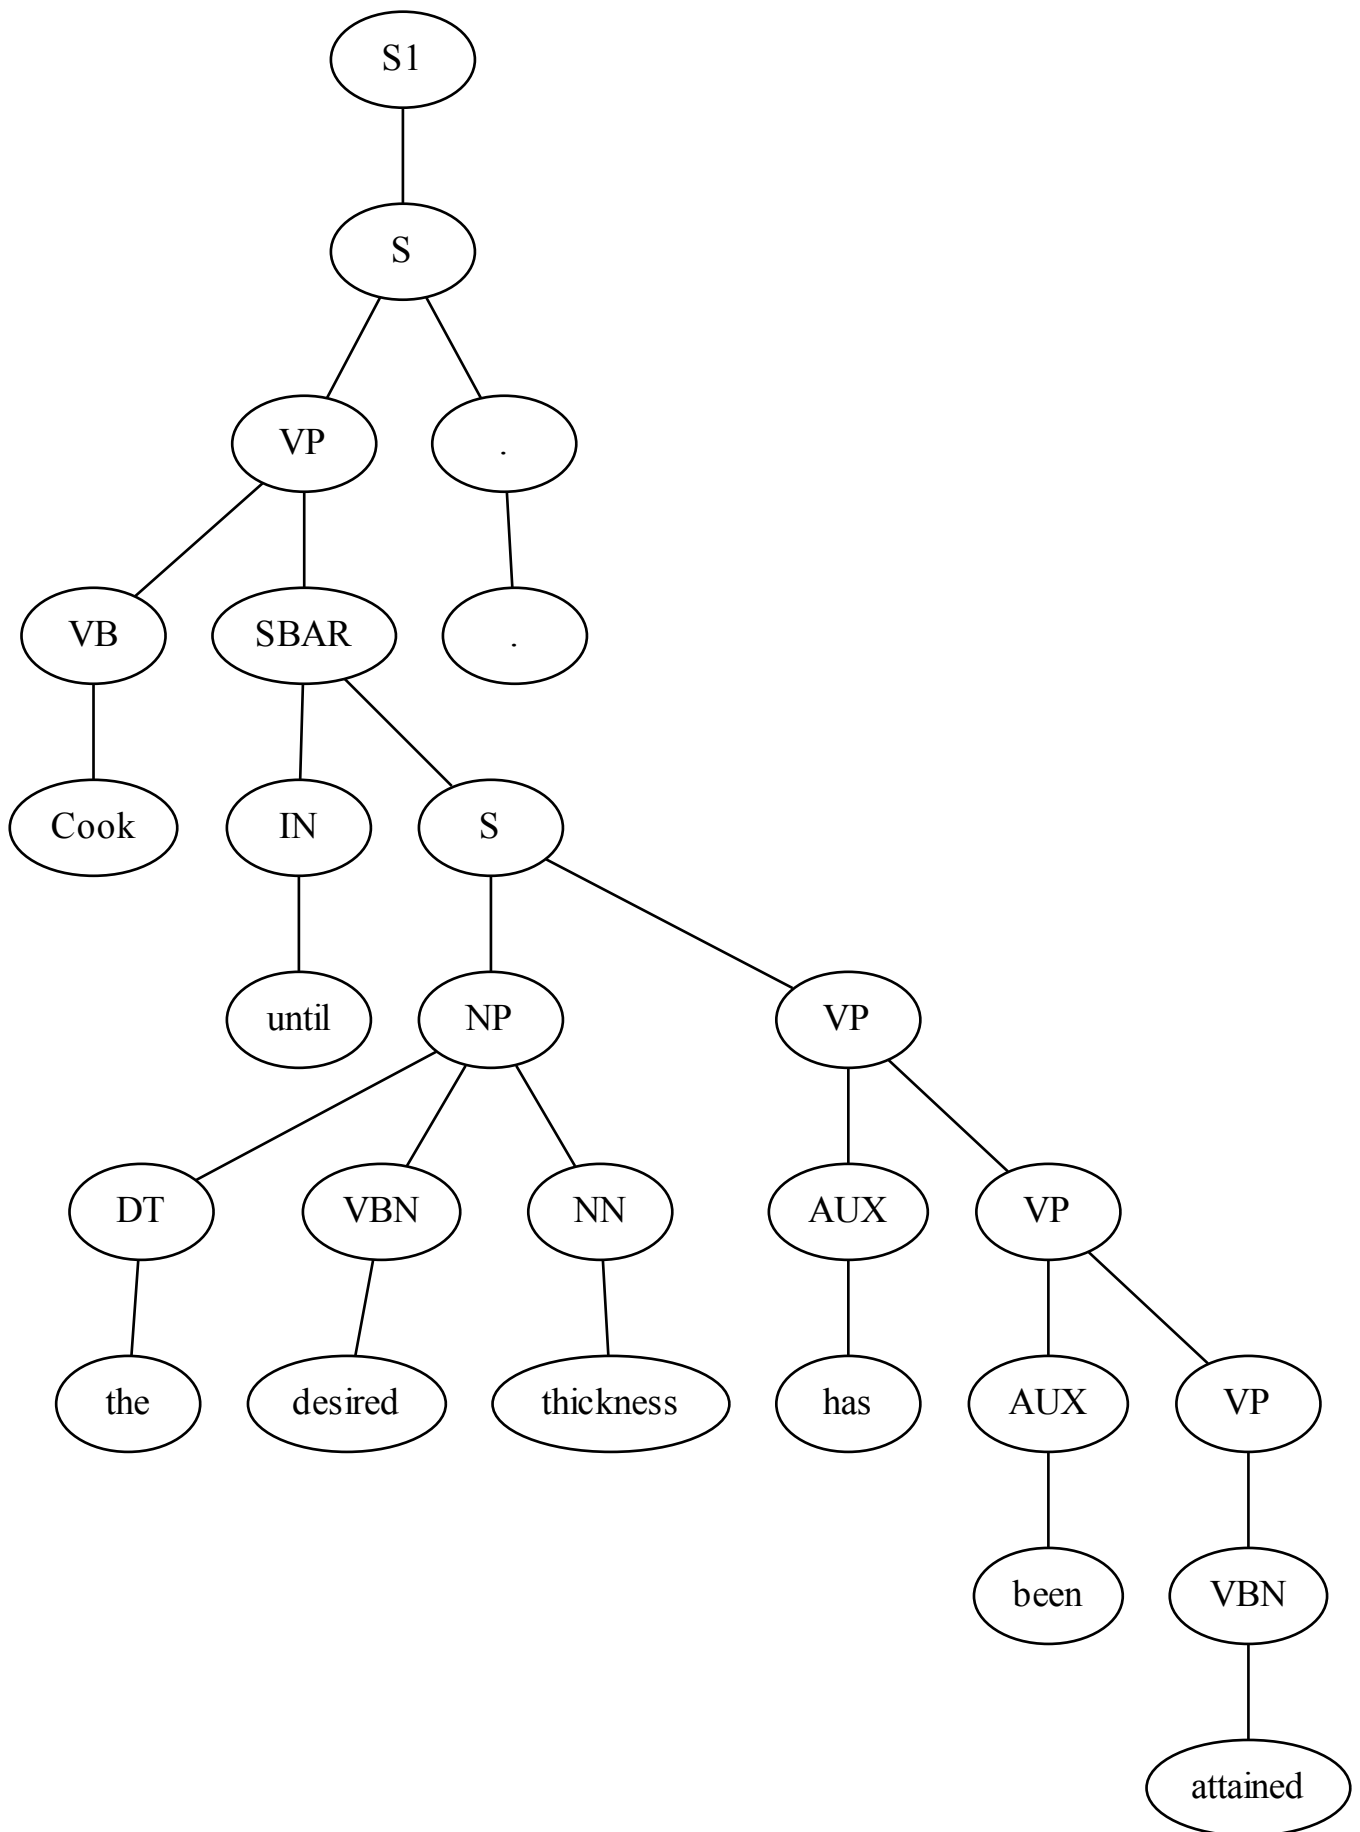 S1
S
VP .
VB SBAR .
Cook IN S
until NP VP
DT VBN NN AUX VP
the desired thickness has AUX VP
been VBN
attained